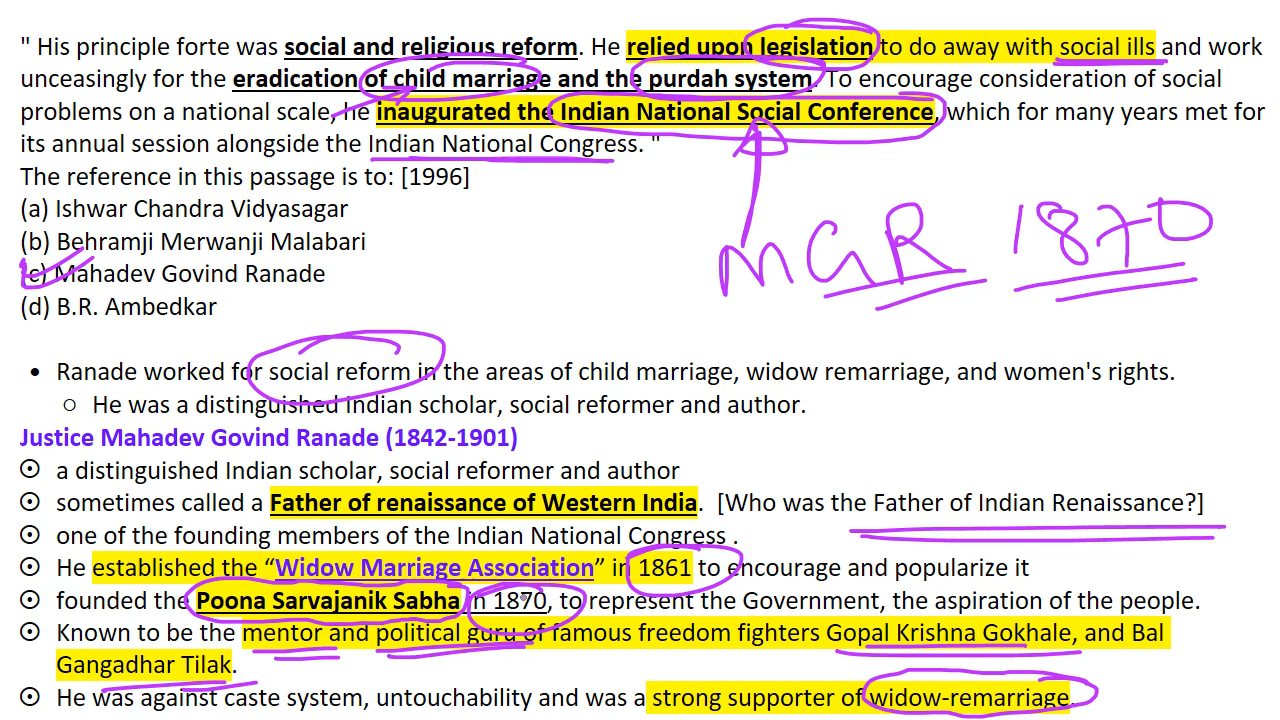 " His principle forte was social and religious reform. He relied upon legislation to do away with social ills and work
unceasingly for the eradication of child marriage and the purdah system. To encourage consideration of social
problems on a national scale, he inaugurated the Indian National Social Conference, which for many years met for
its annual session alongside the Indian National Congress. "
The reference in this passage is to: [1996]
(a) Ishwar Chandra Vidyasagar
(b) Behramji Merwanji Malabari
(c) Mahadev Govind Ranade
(d) B.R. Ambedkar
MGR 1870
• Ranade worked for social reform in the areas of child marriage, widow remarriage, and women's rights.
○ He was a distinguished Indian scholar, social reformer and author.
Justice Mahadev Govind Ranade (1842-1901)
⊙ a distinguished Indian scholar, social reformer and author
⊙ sometimes called a Father of renaissance of Western India. [Who was the Father of Indian Renaissance?]
⊙ one of the founding members of the Indian National Congress .
⊙ He established the “Widow Marriage Association” in 1861 to encourage and popularize it
⊙ founded the Poona Sarvajanik Sabha in 1870, to represent the Government, the aspiration of the people.
⊙ Known to be the mentor and political guru of famous freedom fighters Gopal Krishna Gokhale, and Bal
Gangadhar Tilak.
⊙ He was against caste system, untouchability and was a strong supporter of widow-remarriage.